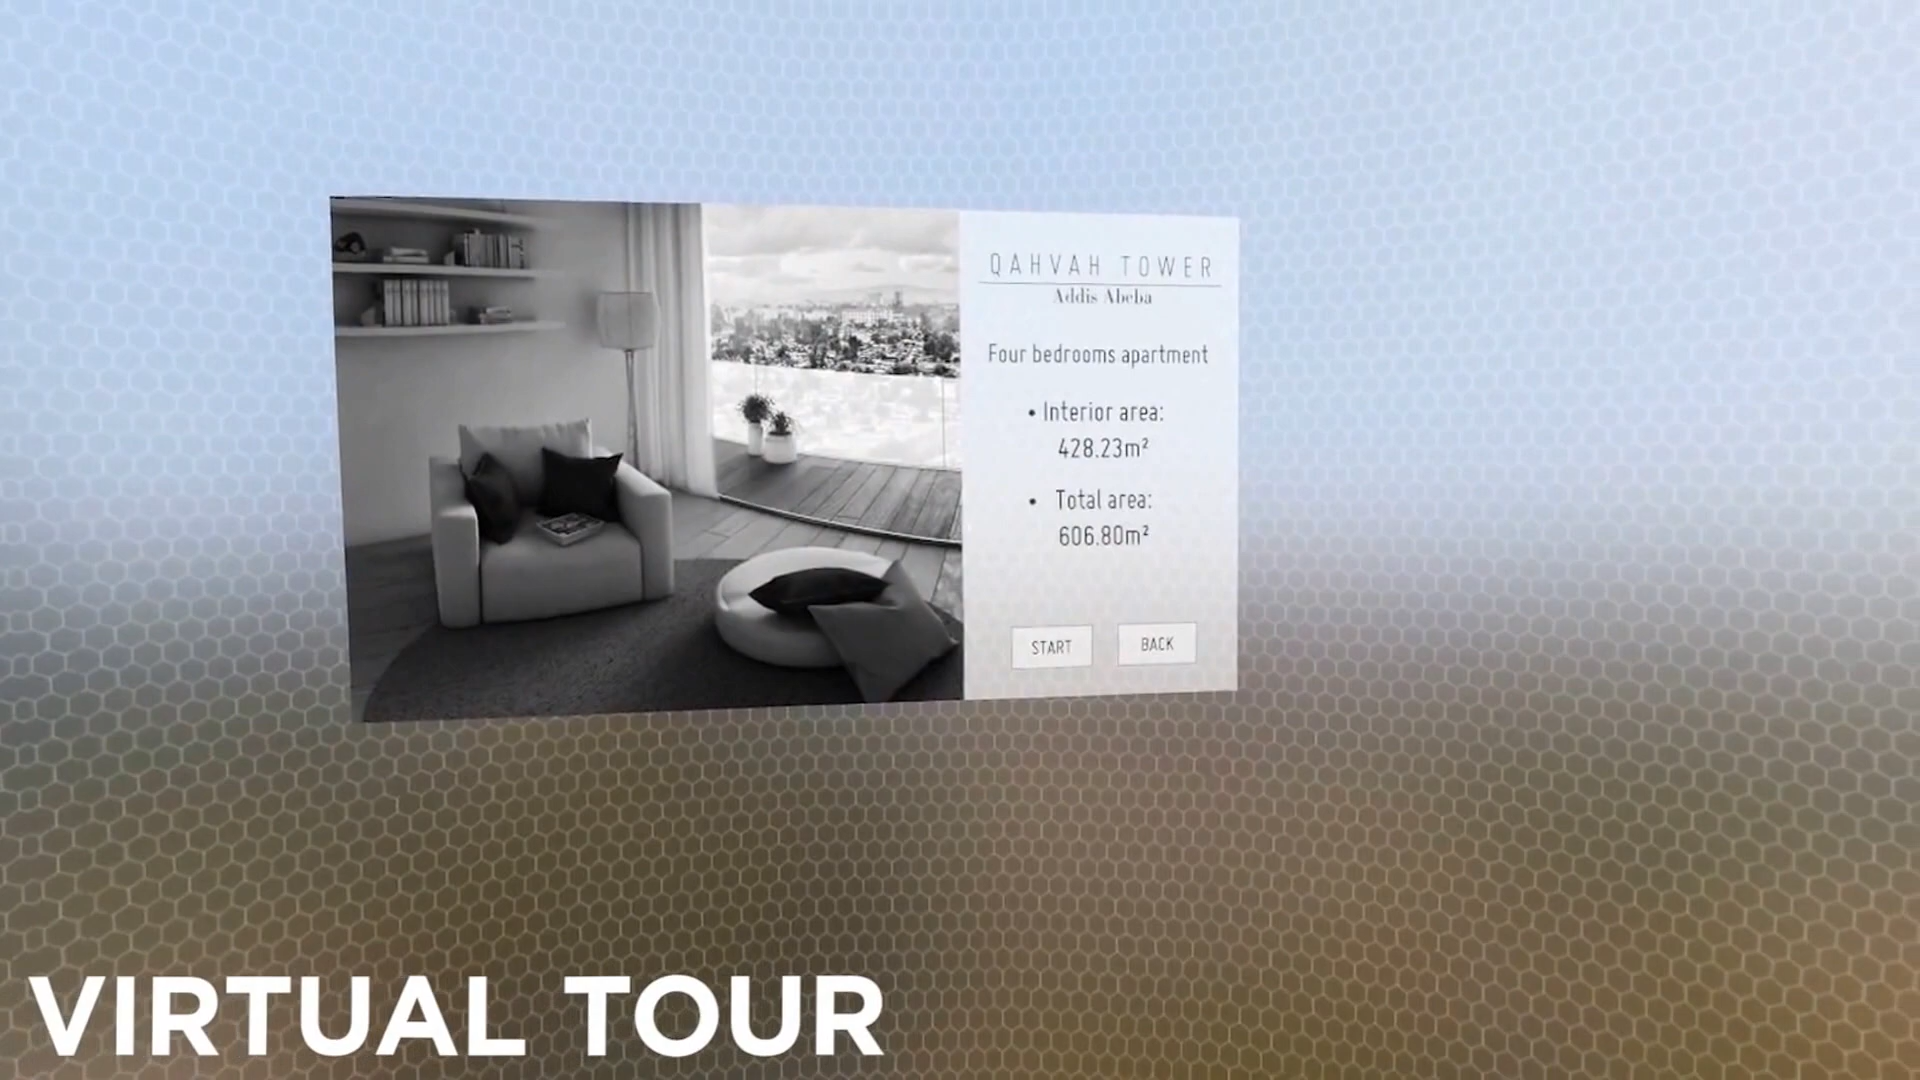 QAHVAH TOWER
Addis Abeba
Four bedrooms apartment
• Interior area:
428.23m²
• Total area:
606.80m²
START
BACK
VIRTUAL TOUR